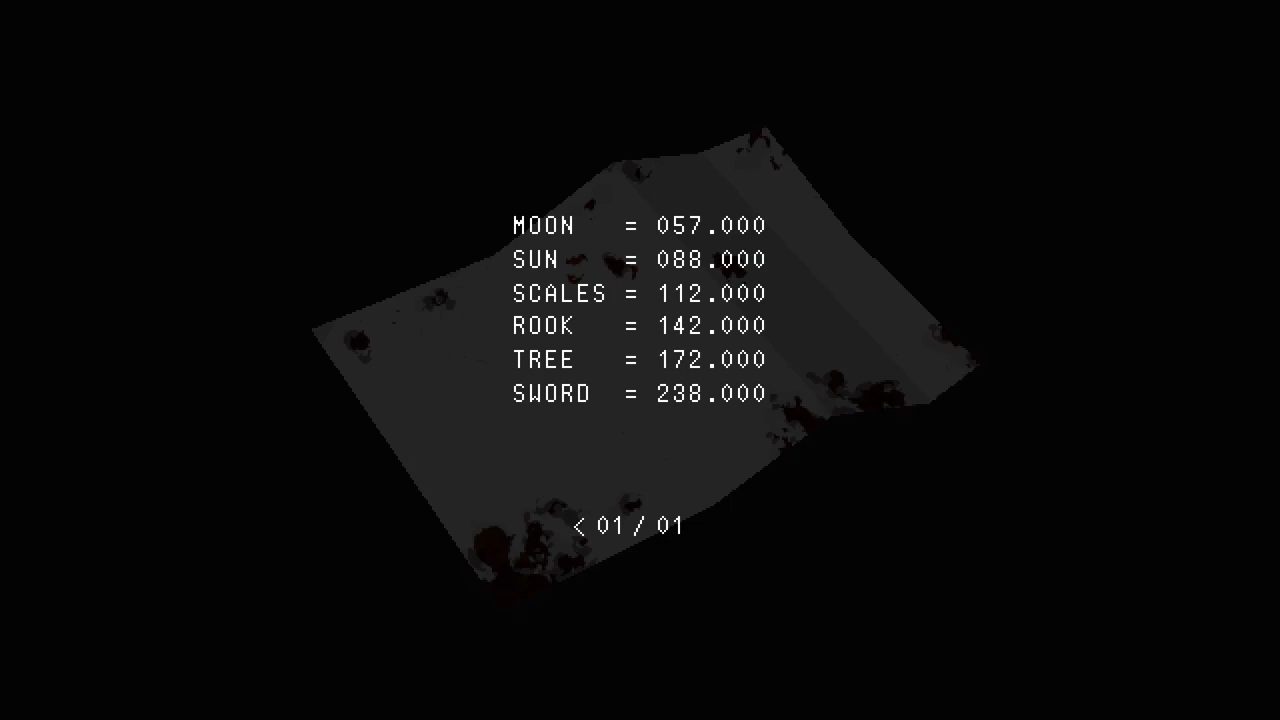 MOON = 057.000
SUN = 088.000
SCALES = 112.000
ROOK = 142.000
TREE = 172.000
SWORD = 238.000
< 01 / 01